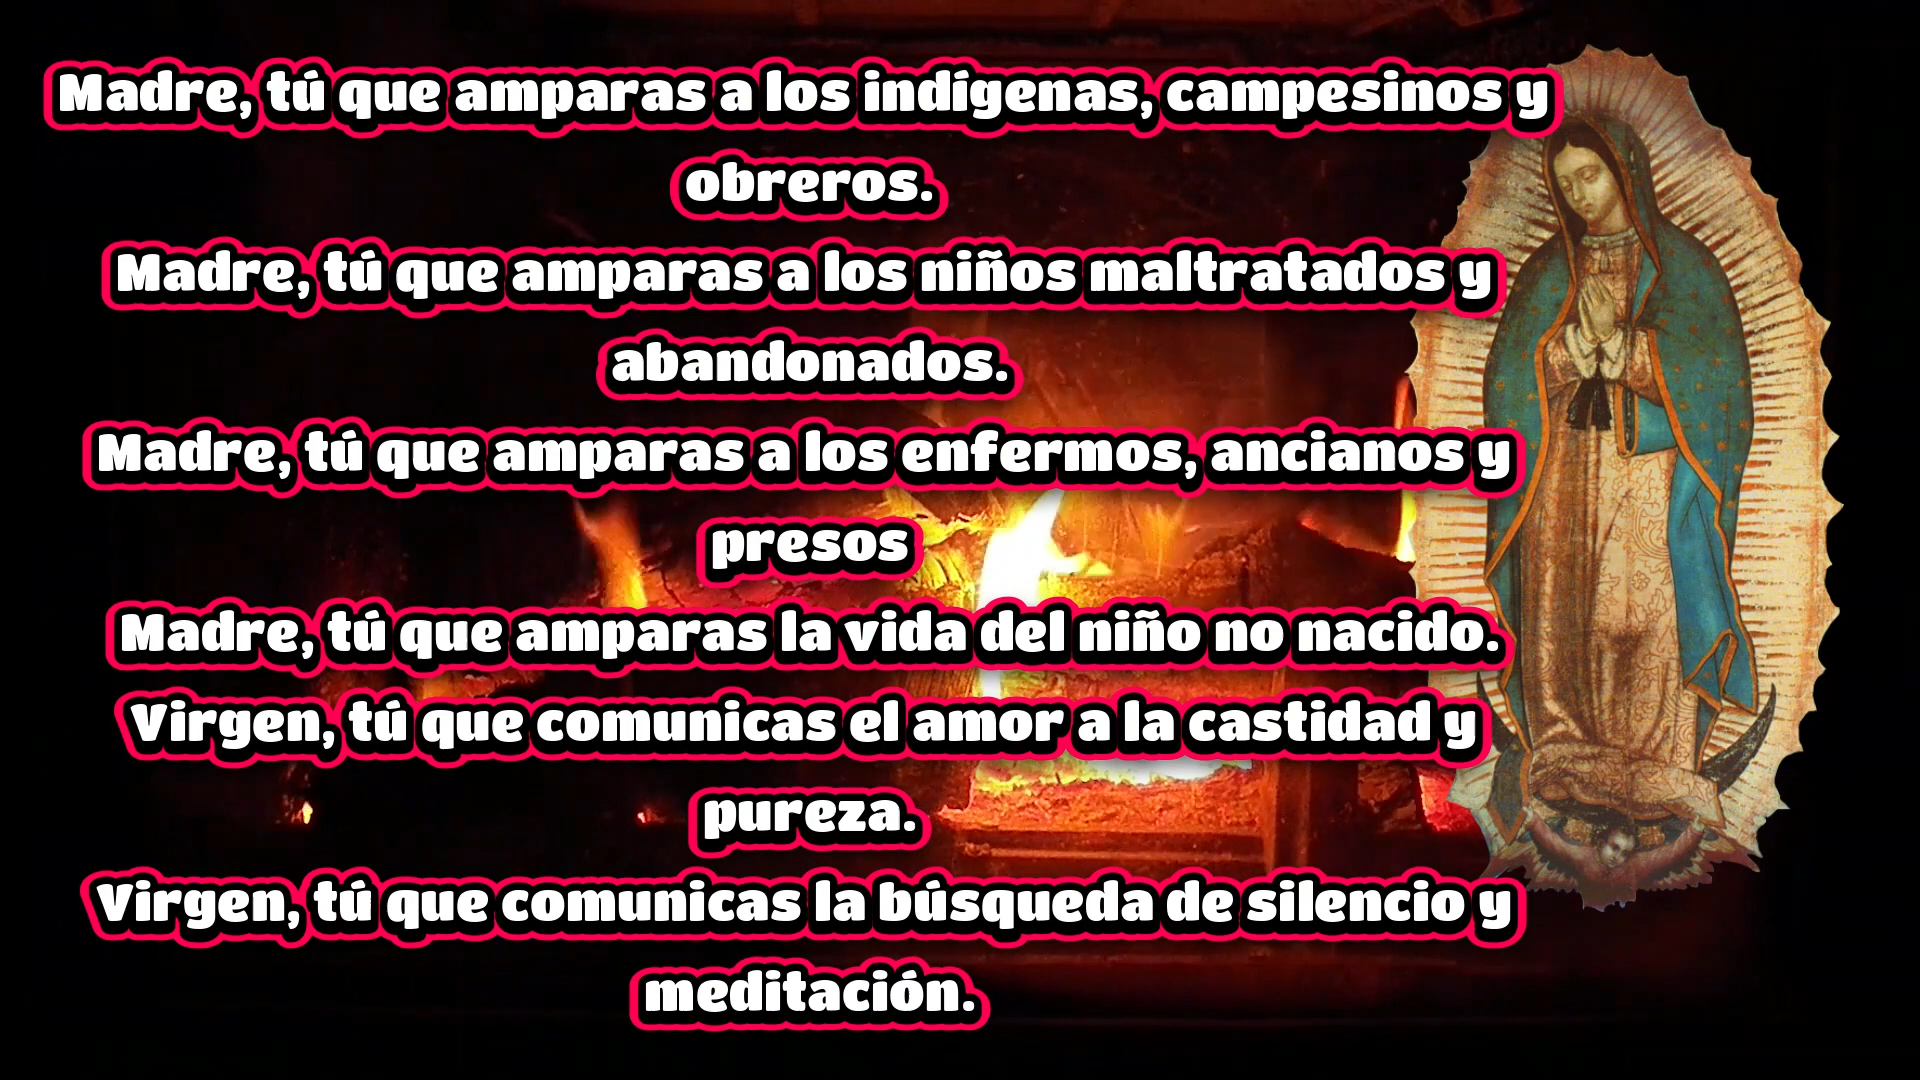 Madre, tú que amparas a los indígenas, campesinos y
obreros.
Madre, tú que amparas a los niños maltratados y
abandonados.
Madre, tú que amparas a los enfermos, ancianos y
presos
Madre, tú que amparas la vida del niño no nacido.
Virgen, tú que comunicas el amor a la castidad y
pureza.
Virgen, tú que comunicas la búsqueda de silencio y
meditación.